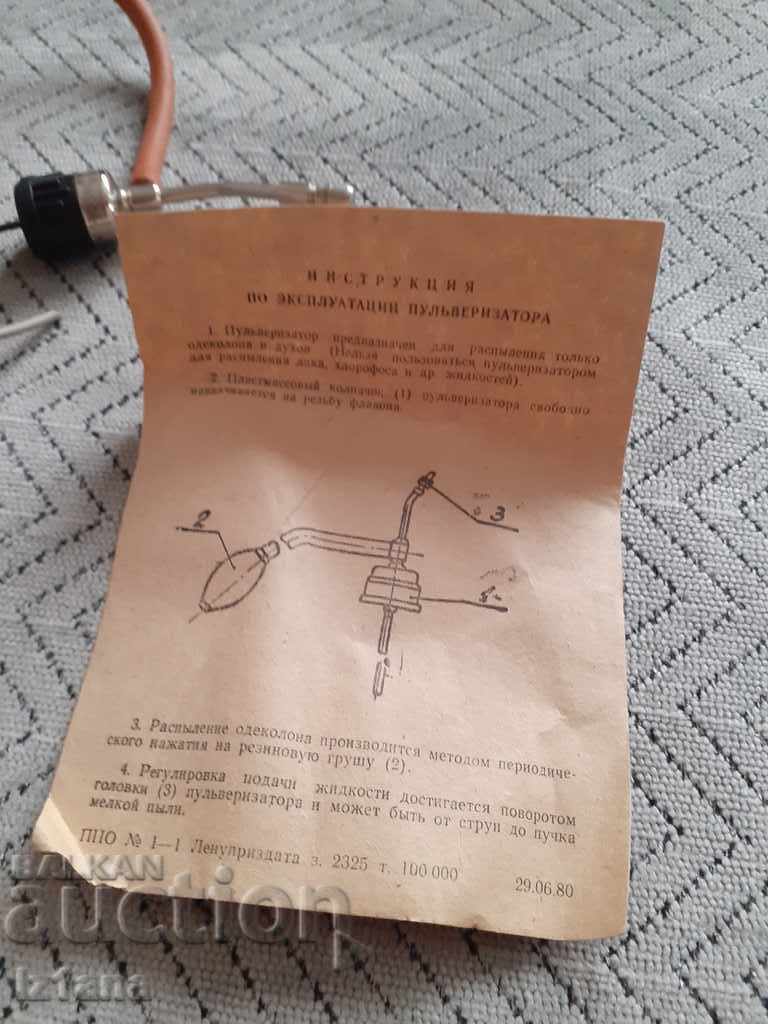 ИНСТРУКЦИЯ
ПО ЭКСПЛУАТАЦИИ ПУЛЬВЕРИЗАТОРА
1. Пульверизатор предназначен для распыления только
одеколона и духов (Нельзя пользоваться пульверизатором
для распыления лака, хлорофоса и др жидкостей).
2. Пластмассовый колпачок (1) пульверизатора свободно
навинчивается на резьбу флакона.
3
2
1
3. Распыление одеколона производится методом периодиче-
ского нажатия на резиновую грушу (2).
4. Регулировка подачи жидкости достигается поворотом
головки (3) пульверизатора и может быть от струи до пучка
мелкой пыли.
ППО № 1—1 Ленуприздата з. 2325 т. 100 000 29.06.80
BALKAN
auction
iz1ana